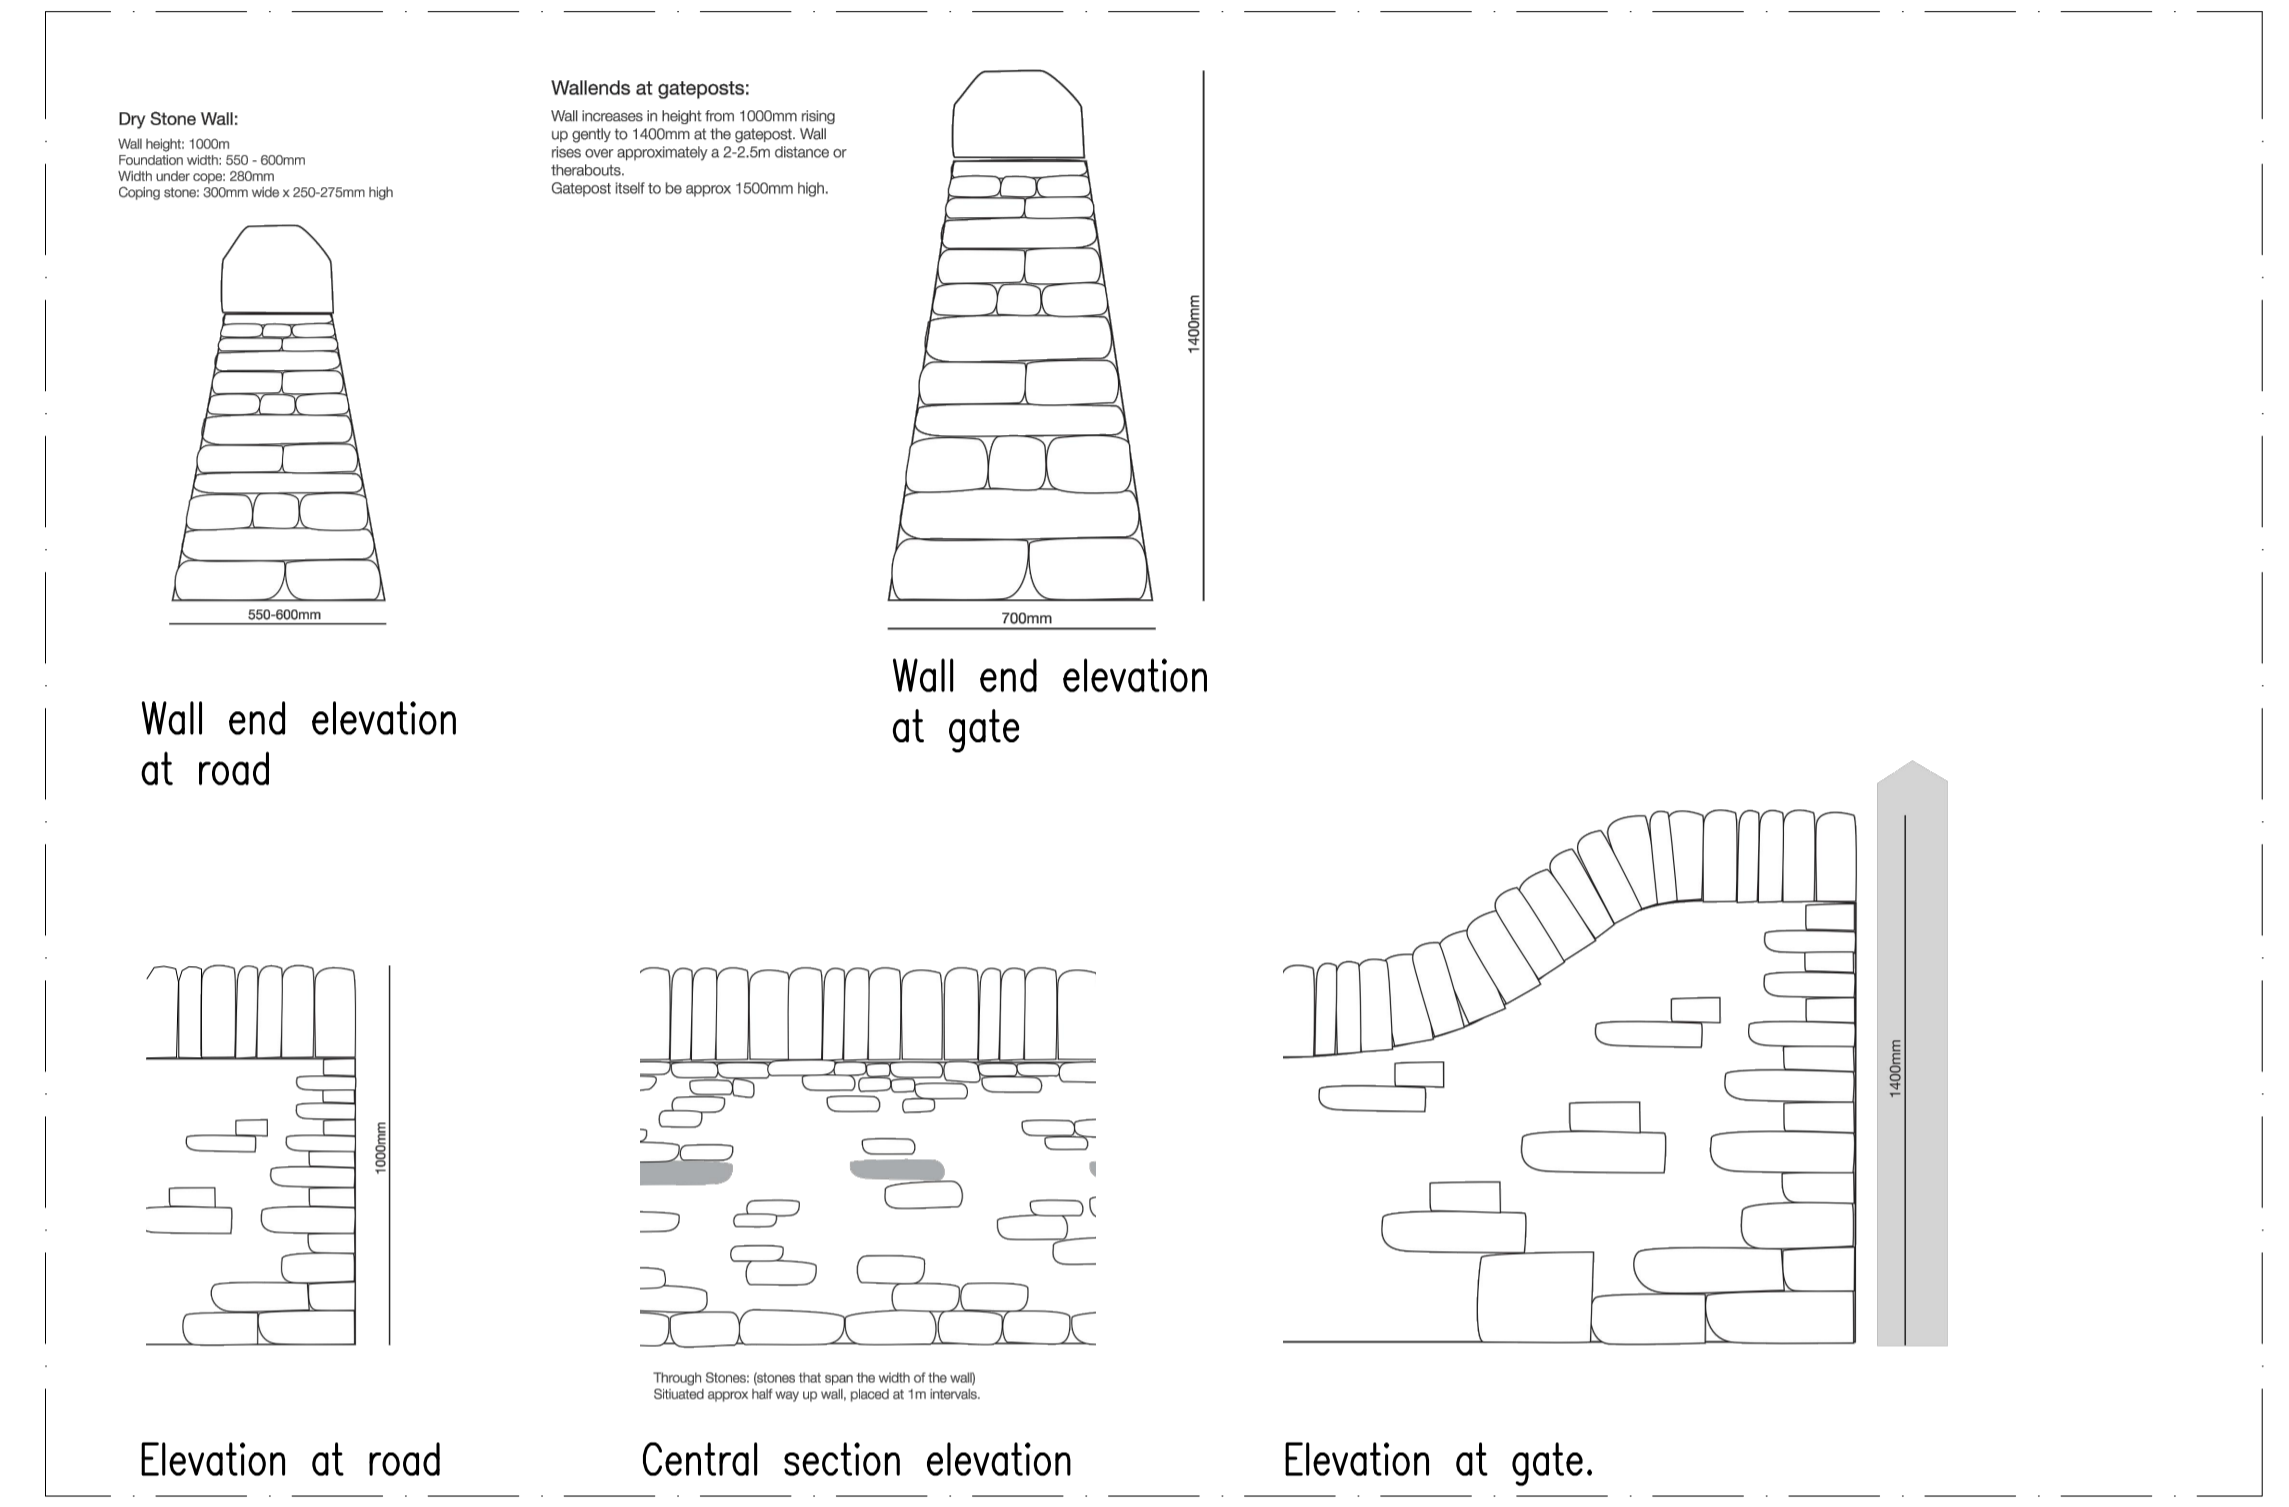 Dry Stone Wall:
Wall height: 1000m
Foundation width: 550 - 600mm
Width under cope: 280mm
Coping stone: 300mm wide x 250-275mm high
550-600mm
Wall end elevation
at road
Wallends at gateposts:
Wall increases in height from 1000mm rising
up gently to 1400mm at the gatepost. Wall
rises over approximately a 2-2.5m distance or
therabouts.
Gatepost itself to be approx 1500mm high.
1400mm
700mm
Wall end elevation
at gate
1000mm
Elevation at road
Through Stones: (stones that span the width of the wall)
Sitiuated approx half way up wall, placed at 1m intervals.
Central section elevation
1400mm
Elevation at gate.